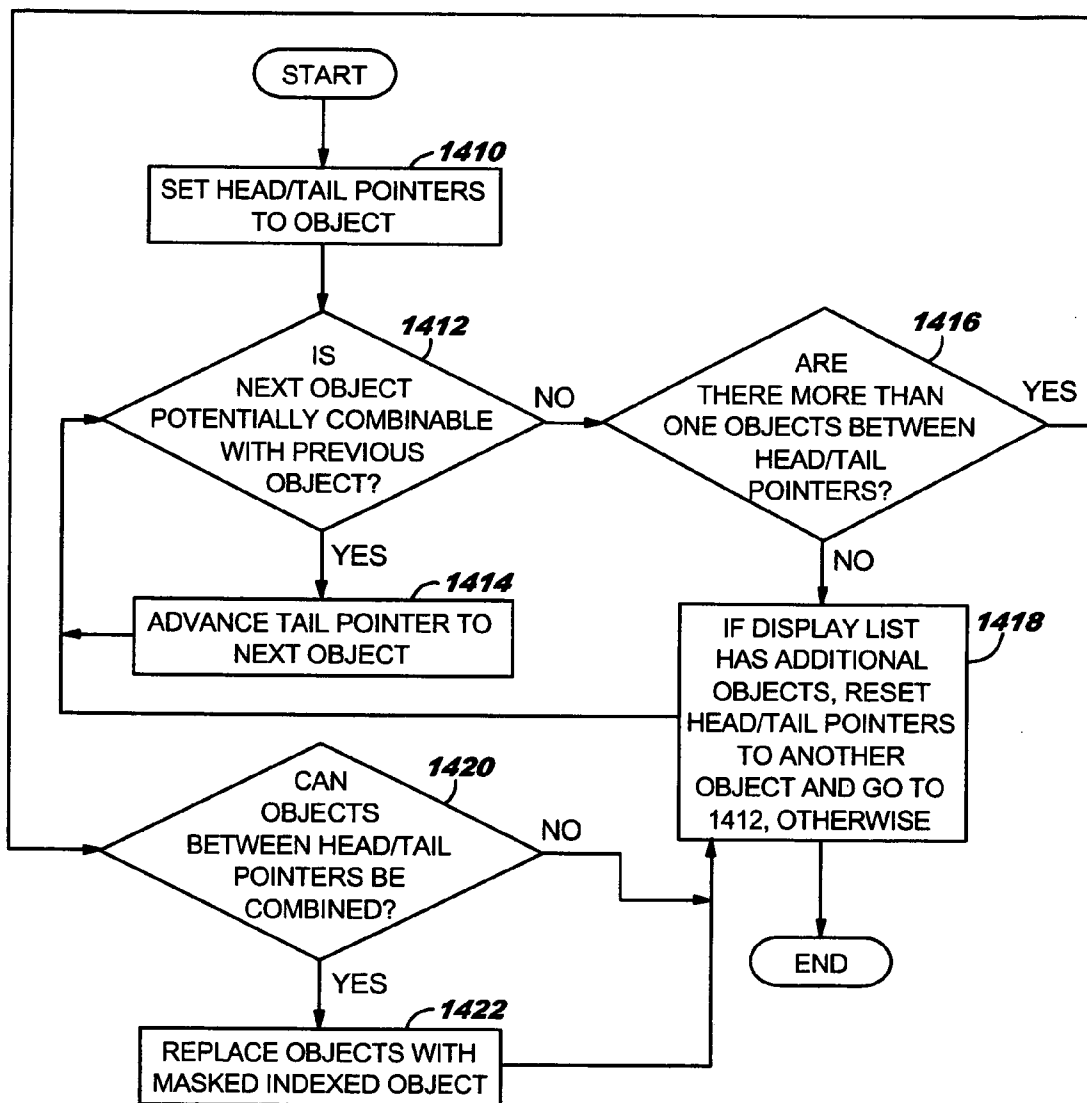 START
1410
SET HEAD/TAIL POINTERS
TO OBJECT
1412
IS
NEXT OBJECT
POTENTIALLY COMBINABLE
WITH PREVIOUS
OBJECT?
NO
YES
1416
ARE
THERE MORE THAN
ONE OBJECTS BETWEEN
HEAD/TAIL
POINTERS?
YES
NO
1414
ADVANCE TAIL POINTER TO
NEXT OBJECT
1418
IF DISPLAY LIST
HAS ADDITIONAL
OBJECTS, RESET
HEAD/TAIL POINTERS
TO ANOTHER
OBJECT AND GO TO
1412, OTHERWISE
1420
CAN
OBJECTS
BETWEEN HEAD/TAIL
POINTERS BE
COMBINED?
NO
YES
END
1422
REPLACE OBJECTS WITH
MASKED INDEXED OBJECT